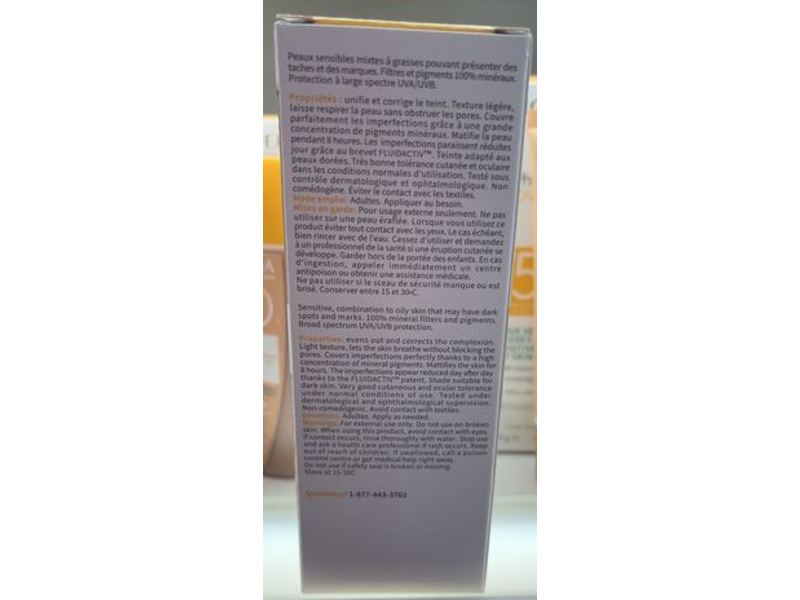 Peaux sensibles mixtes à grasses pouvant présenter des
taches et des marques. Filtres et pigments 100% minéraux.
Protection à large spectre UVA/UVB.
Propriétés : unifie et corrige le teint. Texture légère,
laisse respirer la peau sans obstruer les pores. Couvre
parfaitement les imperfections grâce à une grande
concentration de pigments minéraux. Matifie la peau
pendant 8 heures. Les imperfections paraissent réduites
jour grâce au brevet FLUIDACTIV™. Teinte adapté aux
peaux dorées. Très bonne tolérance cutanée et oculaire
dans les conditions normales d'utilisation. Testé sous
contrôle dermatologique et ophtalmologique. Non
comédogène. Éviter le contact avec les textiles.
Mode emploi: Adultes. Appliquer au besoin.
Mises en garde: Pour usage externe seulement. Ne pas
utiliser sur une peau éraflée. Lorsque vous utilisez ce
produit éviter tout contact avec les yeux. Le cas échéant,
bien rincer avec de l'eau. Cessez d'utiliser et demandez
à un professionnel de la santé si une éruption cutanée se
développe. Garder hors de la portée des enfants. En cas
d'ingestion, appeler immédiatement un centre
antipoison ou obtenir une assistance médicale.
Ne pas utiliser si le sceau de sécurité manque ou est
brisé. Conserver entre 15 et 30°C.
Sensitive, combination to oily skin that may have dark
spots and marks. 100% mineral filters and pigments.
Broad spectrum UVA/UVB protection.
Properties: evens out and corrects the complexion.
Light texture, lets the skin breathe without blocking the
pores. Covers imperfections perfectly thanks to a high
concentration of mineral pigments. Mattifies the skin for
8 hours. The imperfections appear reduced day after day
thanks to the FLUIDACTIV™ patent. Shade suitable for
dark skin. Very good cutaneous and ocular tolerance
under normal conditions of use. Tested under
dermatological and ophthalmological supervision.
Non-comedogenic. Avoid contact with textiles.
Directions: Adultes. Apply as needed.
Warnings: For external use only. Do not use on broken
skin. When using this product, avoid contact with eyes.
If contact occurs, rinse thoroughly with water. Stop use
and ask a health care professional if rash occurs. Keep
out of reach of children. If swallowed, call a poison
control centre or get medical help right away.
Do not use if safety seal is broken or missing.
Store at 15-30C
Questions? 1-877-443-3762